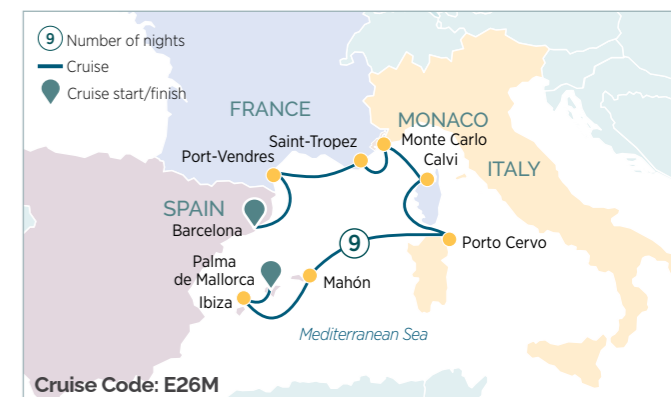 9 Number of nights
Cruise
Cruise start/finish
FRANCE
MONACO
Saint-Tropez
Monte Carlo
Port-Vendres
Calvi
ITALY
SPAIN
Barcelona
9
Porto Cervo
Palma
de Mallorca
Mahón
Ibiza
Mediterranean Sea
Cruise Code: E26M